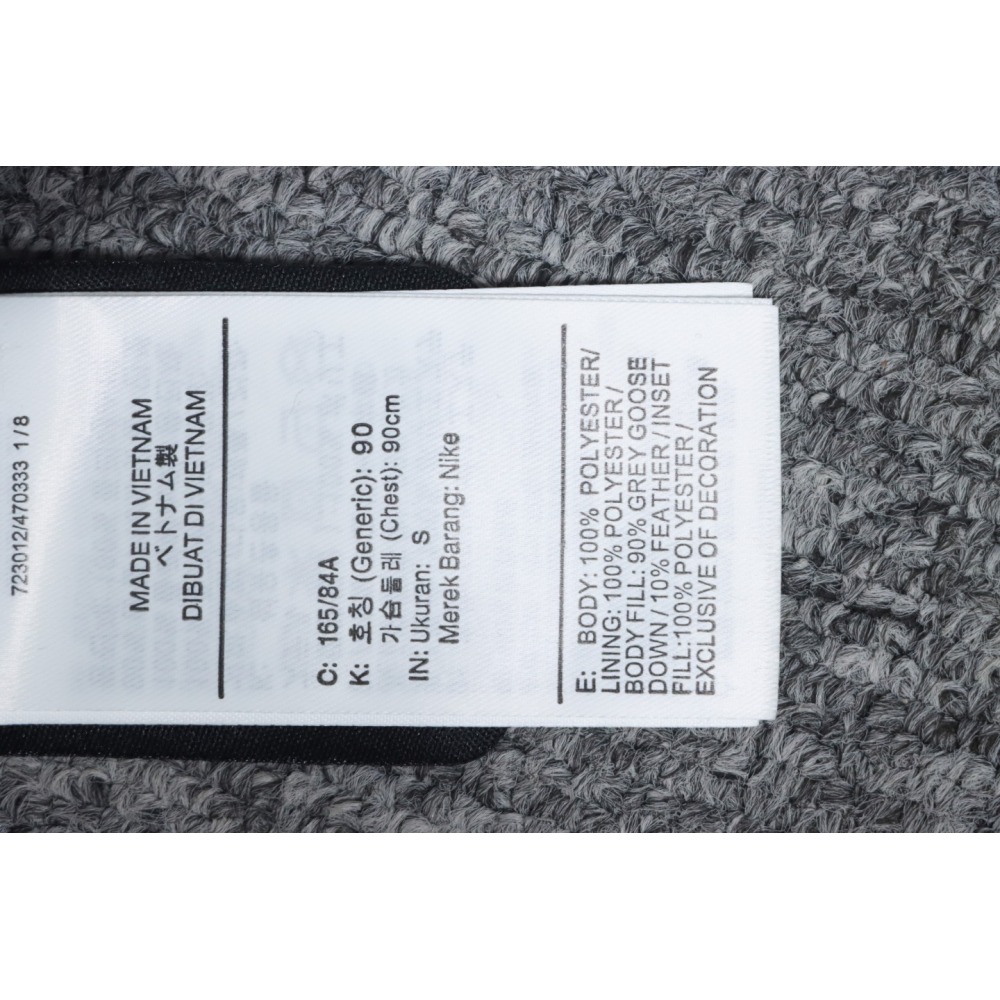 723012/470333 1/8
MADE IN VIETNAM
ベトナム製
DIBUAT DI VIETNAM
C: 165/84A
K: 호칭 (Generic): 90
가슴둘레 (Chest): 90cm
IN: Ukuran: S
Merek Barang: Nike
E: BODY: 100% POLYESTER/
LINING: 100% POLYESTER/
BODY FILL: 90% GREY GOOSE
DOWN / 10% FEATHER / INSET
FILL:100% POLYESTER/
EXCLUSIVE OF DECORATION